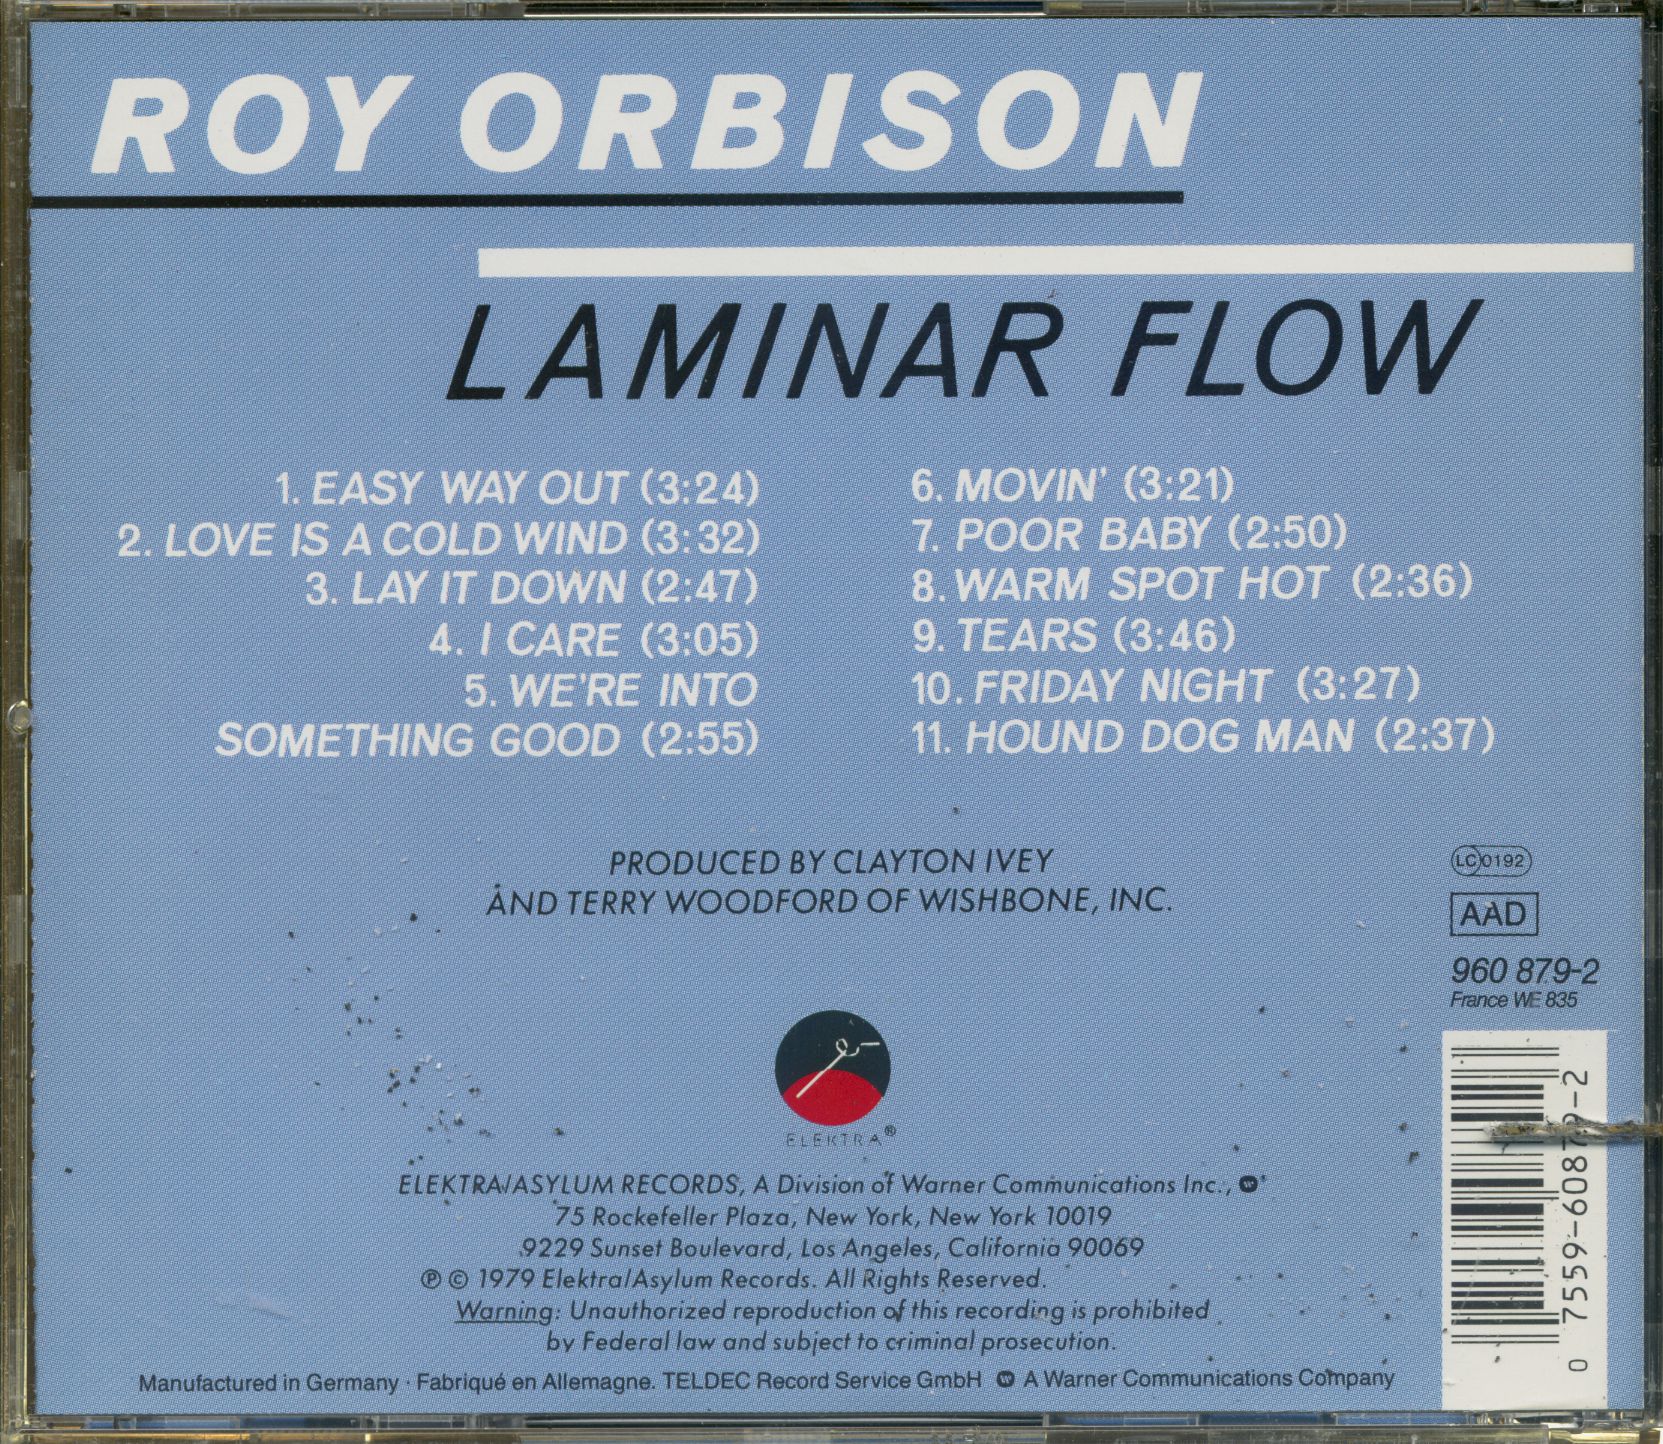 ROY ORBISON
LAMINAR FLOW
1. EASY WAY OUT (3:24)
2. LOVE IS A COLD WIND (3:32)
3. LAY IT DOWN (2:47)
4. I CARE (3:05)
5. WE'RE INTO
SOMETHING GOOD (2:55)
6. MOVIN' (3:21)
7. POOR BABY (2:50)
8. WARM SPOT HOT (2:36)
9. TEARS (3:46)
10. FRIDAY NIGHT (3:27)
11. HOUND DOG MAN (2:37)
PRODUCED BY CLAYTON IVEY
AND TERRY WOODFORD OF WISHBONE, INC.
LC 0192
AAD
960 879-2
France WE 835
0 7559-60879-2
ELEKTRA®
ELEKTRA/ASYLUM RECORDS, A Division of Warner Communications Inc.,
75 Rockefeller Plaza, New York, New York 10019
9229 Sunset Boulevard, Los Angeles, California 90069
℗ © 1979 Elektra/Asylum Records. All Rights Reserved.
Warning: Unauthorized reproduction of this recording is prohibited
by Federal law and subject to criminal prosecution.
Manufactured in Germany · Fabriqué en Allemagne. TELDEC Record Service GmbH A Warner Communications Company